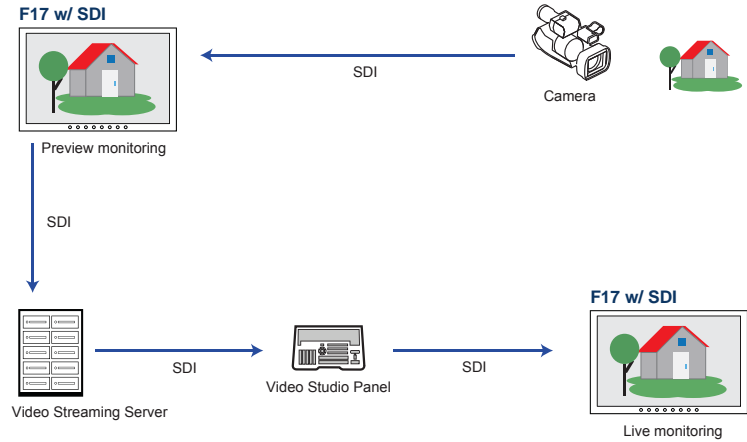 F17 w/ SDI
SDI
Camera
Preview monitoring
SDI
F17 w/ SDI
SDI
Video Studio Panel
SDI
Video Streaming Server
Live monitoring